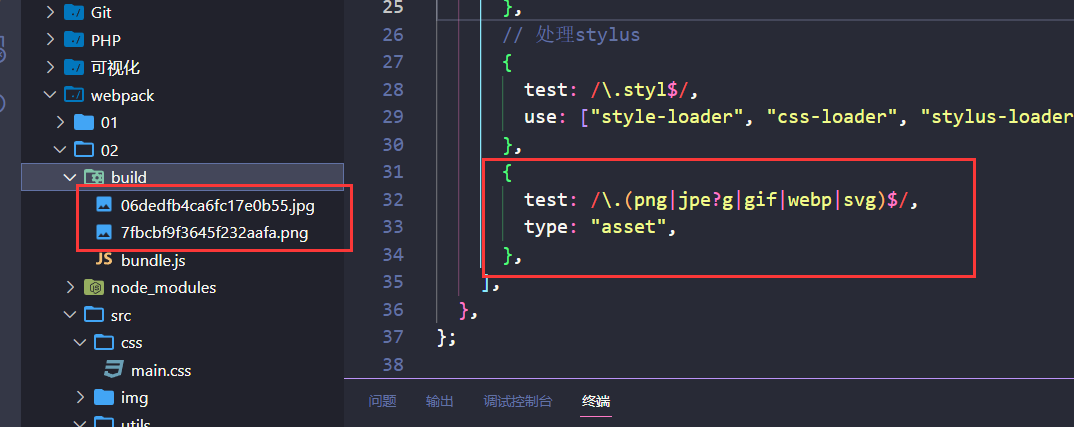 Git
PHP
可视化
webpack
01
02
build
06dedfb4ca6fc17e0b55.jpg
7fbcbf9f3645f232aafa.png
JS bundle.js
node_modules
src
css
main.css
img
utils
25 },
26 // 处理stylus
27 {
28 test: /\.styl$/,
29 use: ["style-loader", "css-loader", "stylus-loader
30 },
31 {
32 test: /\.(png|jpe?g|gif|webp|svg)$/,
33 type: "asset",
34 },
35 ],
36 },
37 };
38
问题 输出 调试控制台 终端